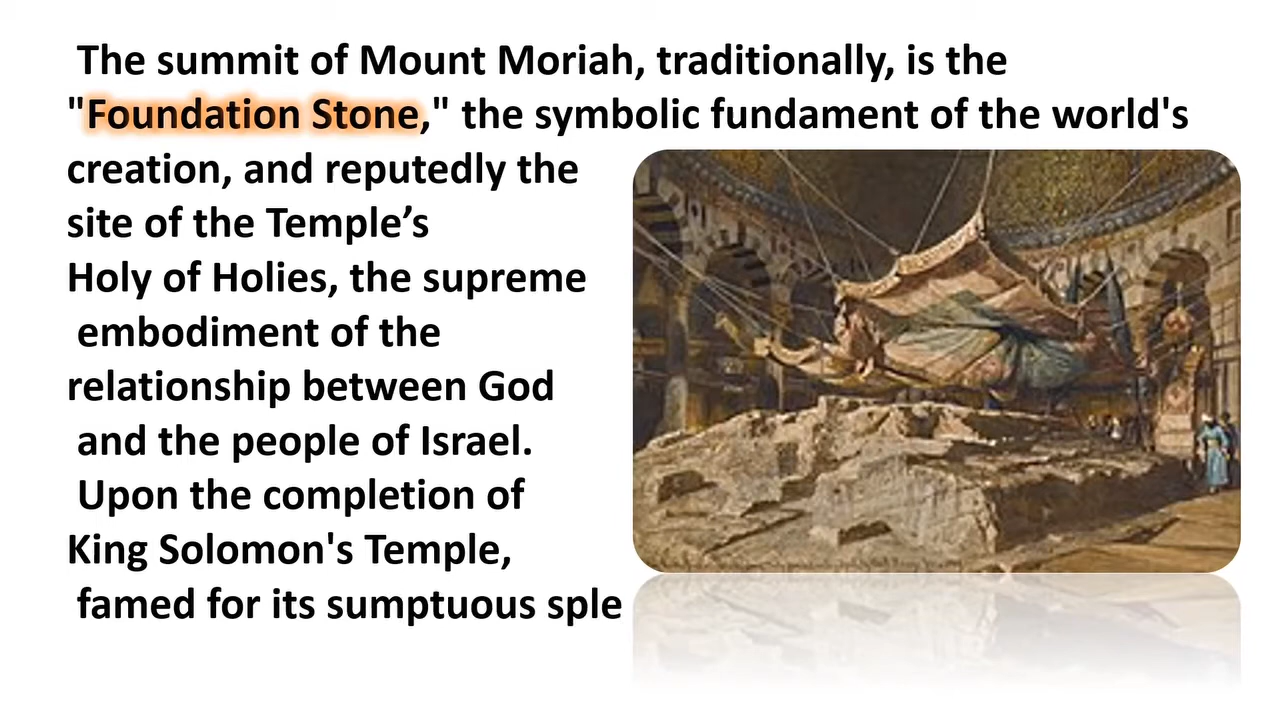 The summit of Mount Moriah, traditionally, is the
"Foundation Stone," the symbolic fundament of the world's
creation, and reputedly the
site of the Temple’s
Holy of Holies, the supreme
embodiment of the
relationship between God
and the people of Israel.
Upon the completion of
King Solomon's Temple,
famed for its sumptuous sple